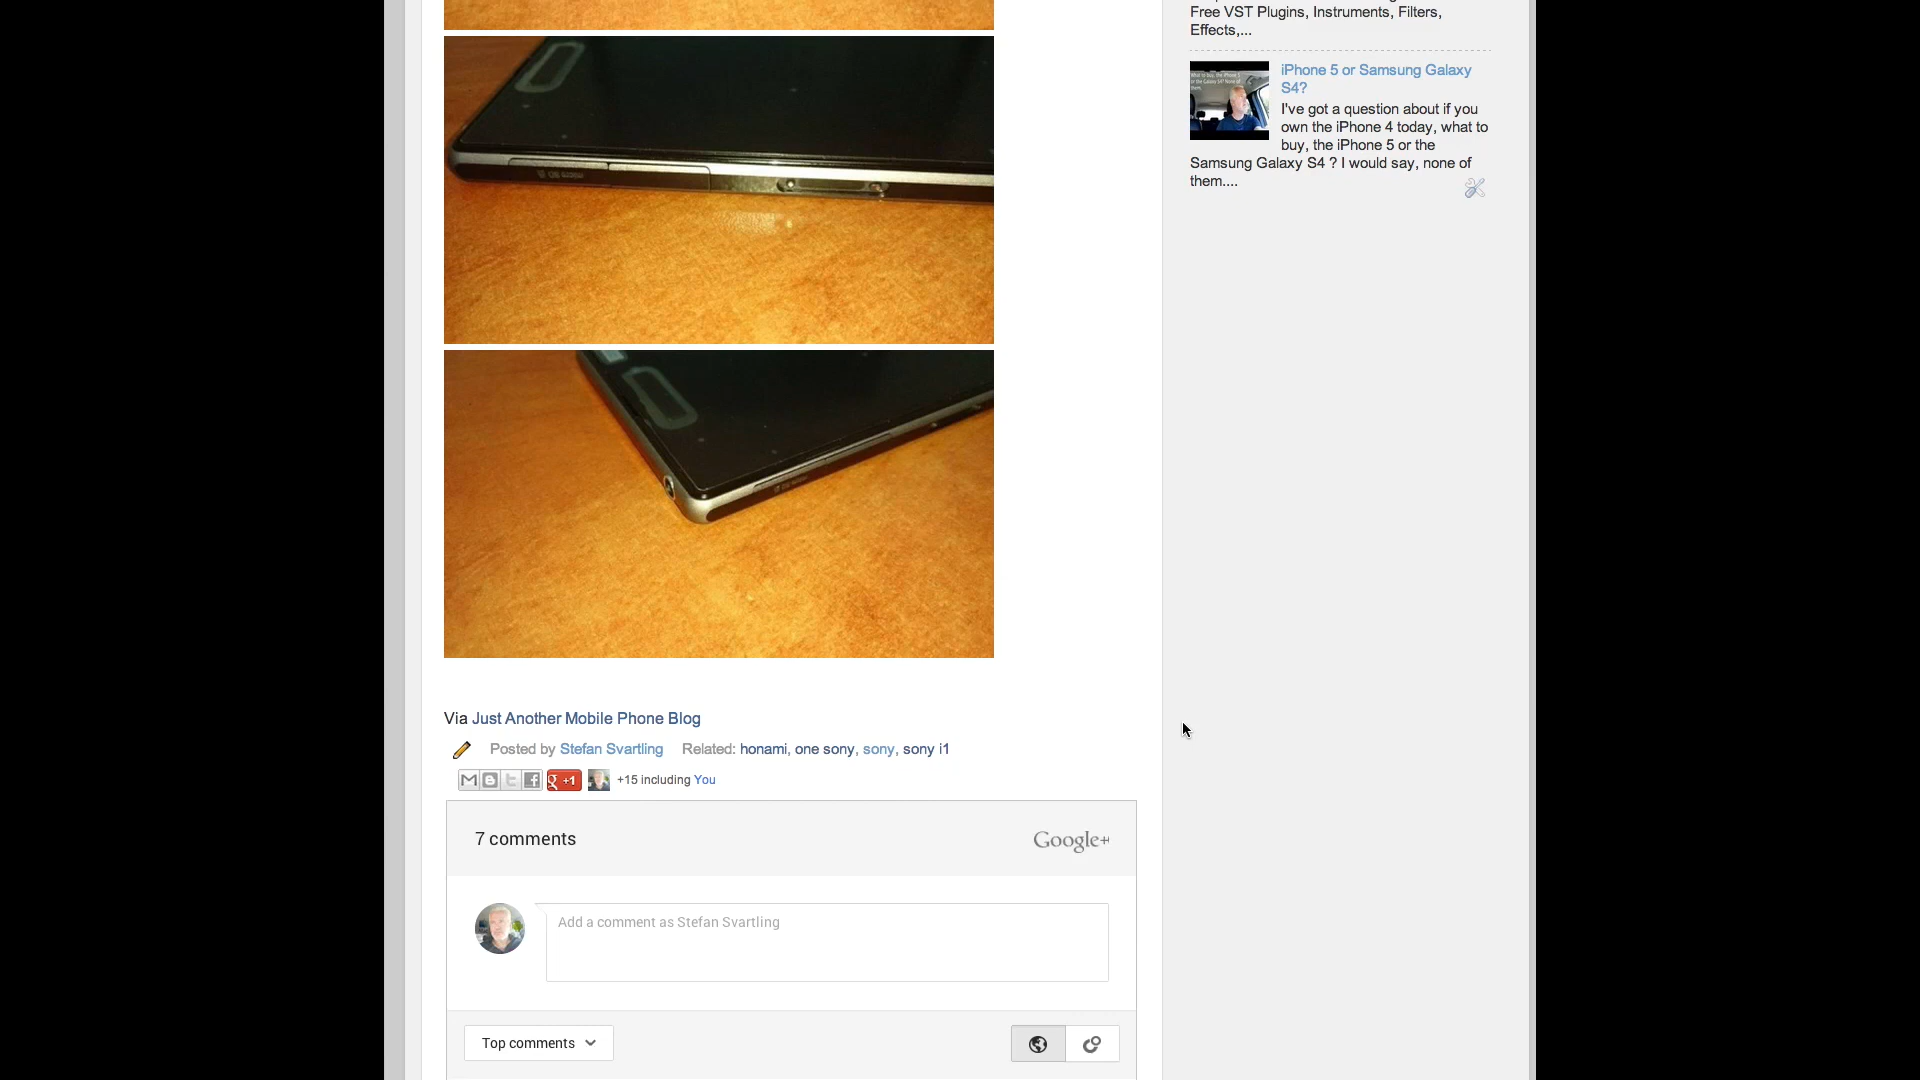 Free VST Plugins, Instruments, Filters,
Effects,...
iPhone 5 or Samsung Galaxy
S4?
I've got a question about if you
own the iPhone 4 today, what to
buy, the iPhone 5 or the
Samsung Galaxy S4 ? I would say, none of
them....
Via Just Another Mobile Phone Blog
Posted by Stefan Svartling Related: honami, one sony, sony, sony i1
+1 +15 including You
7 comments
Google+
Add a comment as Stefan Svartling
Top comments